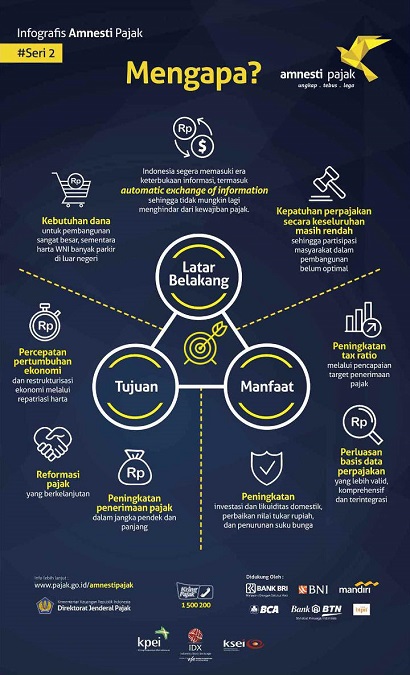 Infografis Amnesti Pajak
#Seri 2
Mengapa?
amnesti pajak
ungkap . tebus . lega
Rp
$
Indonesia segera memasuki era
keterbukaan informasi, termasuk
automatic exchange of information
sehingga tidak mungkin lagi
menghindar dari kewajiban pajak.
Kebutuhan dana
untuk pembangunan
sangat besar, sementara
harta WNI banyak parkir
di luar negeri
Kepatuhan perpajakan
secara keseluruhan
masih rendah
sehingga partisipasi
masyarakat dalam
pembangunan
belum optimal
Latar
Belakang
Tujuan
Manfaat
Rp
Percepatan
pertumbuhan
ekonomi
dan restrukturisasi
ekonomi melalui
repatriasi harta
Reformasi
pajak
yang berkelanjutan
Rp
Peningkatan
penerimaan pajak
dalam jangka pendek dan
panjang
Peningkatan
investasi dan likuiditas domestik,
perbaikan nilai tukar rupiah,
dan penurunan suku bunga
Peningkatan
tax ratio
melalui pencapaian
target penerimaan
pajak
Rp
Perluasan
basis data
perpajakan
yang lebih valid,
komprehensif
dan terintegrasi
Info lebih lanjut :
www.pajak.go.id/amnestipajak
Kementerian Keuangan Republik Indonesia
Direktorat Jenderal Pajak
Kring
Pajak
1 500 200
Didukung Oleh :
BANK BRI
BNI
mandiri
BCA
Bank BTN
kpei
IDX
ksei